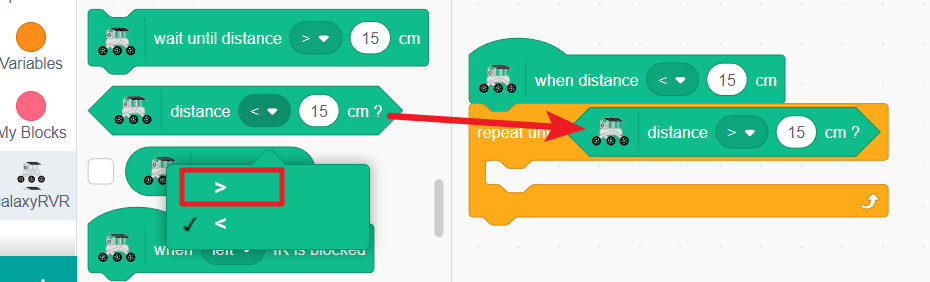 Variables
My Blocks
alaxyRVR
wait until distance > 15 cm
distance < 15 cm ?
>
✓ <
when left IR is blocked
when distance < 15 cm
repeat un
distance > 15 cm ?